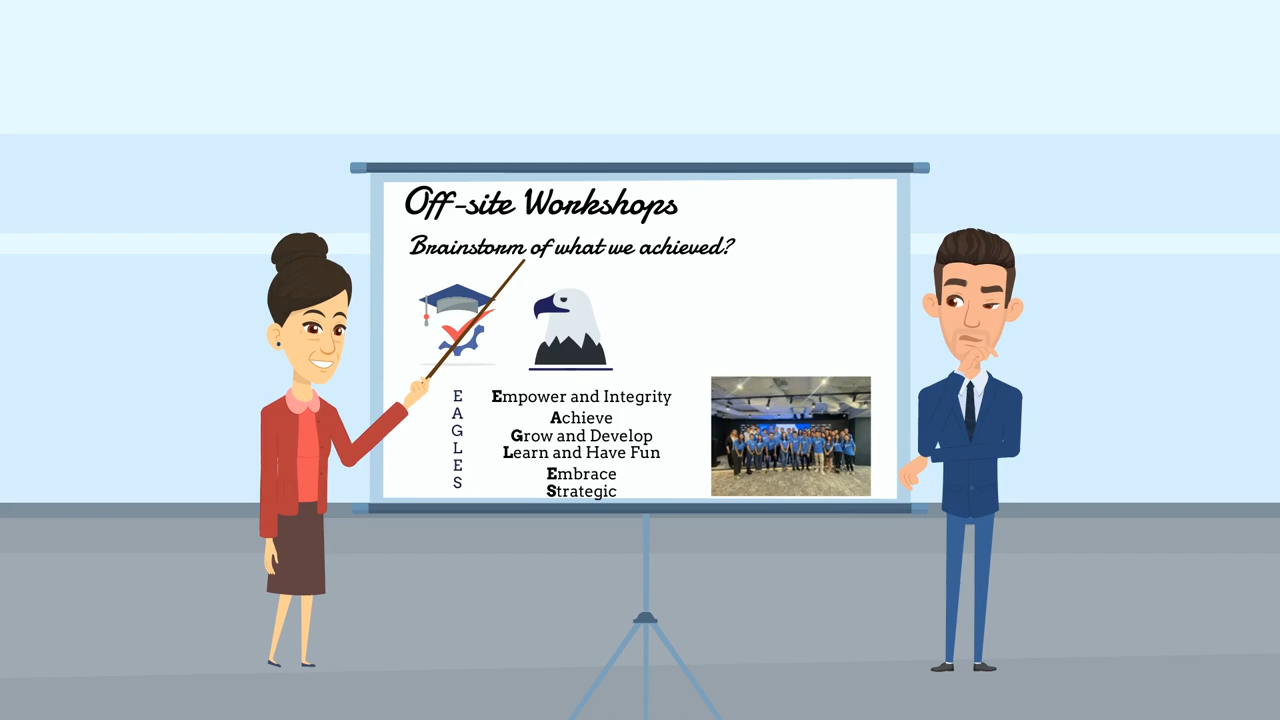 Off-site Workshops
Brainstorm of what we achieved?
E
A
G
L
E
S
Empower and Integrity
Achieve
Grow and Develop
Learn and Have Fun
Embrace
Strategic